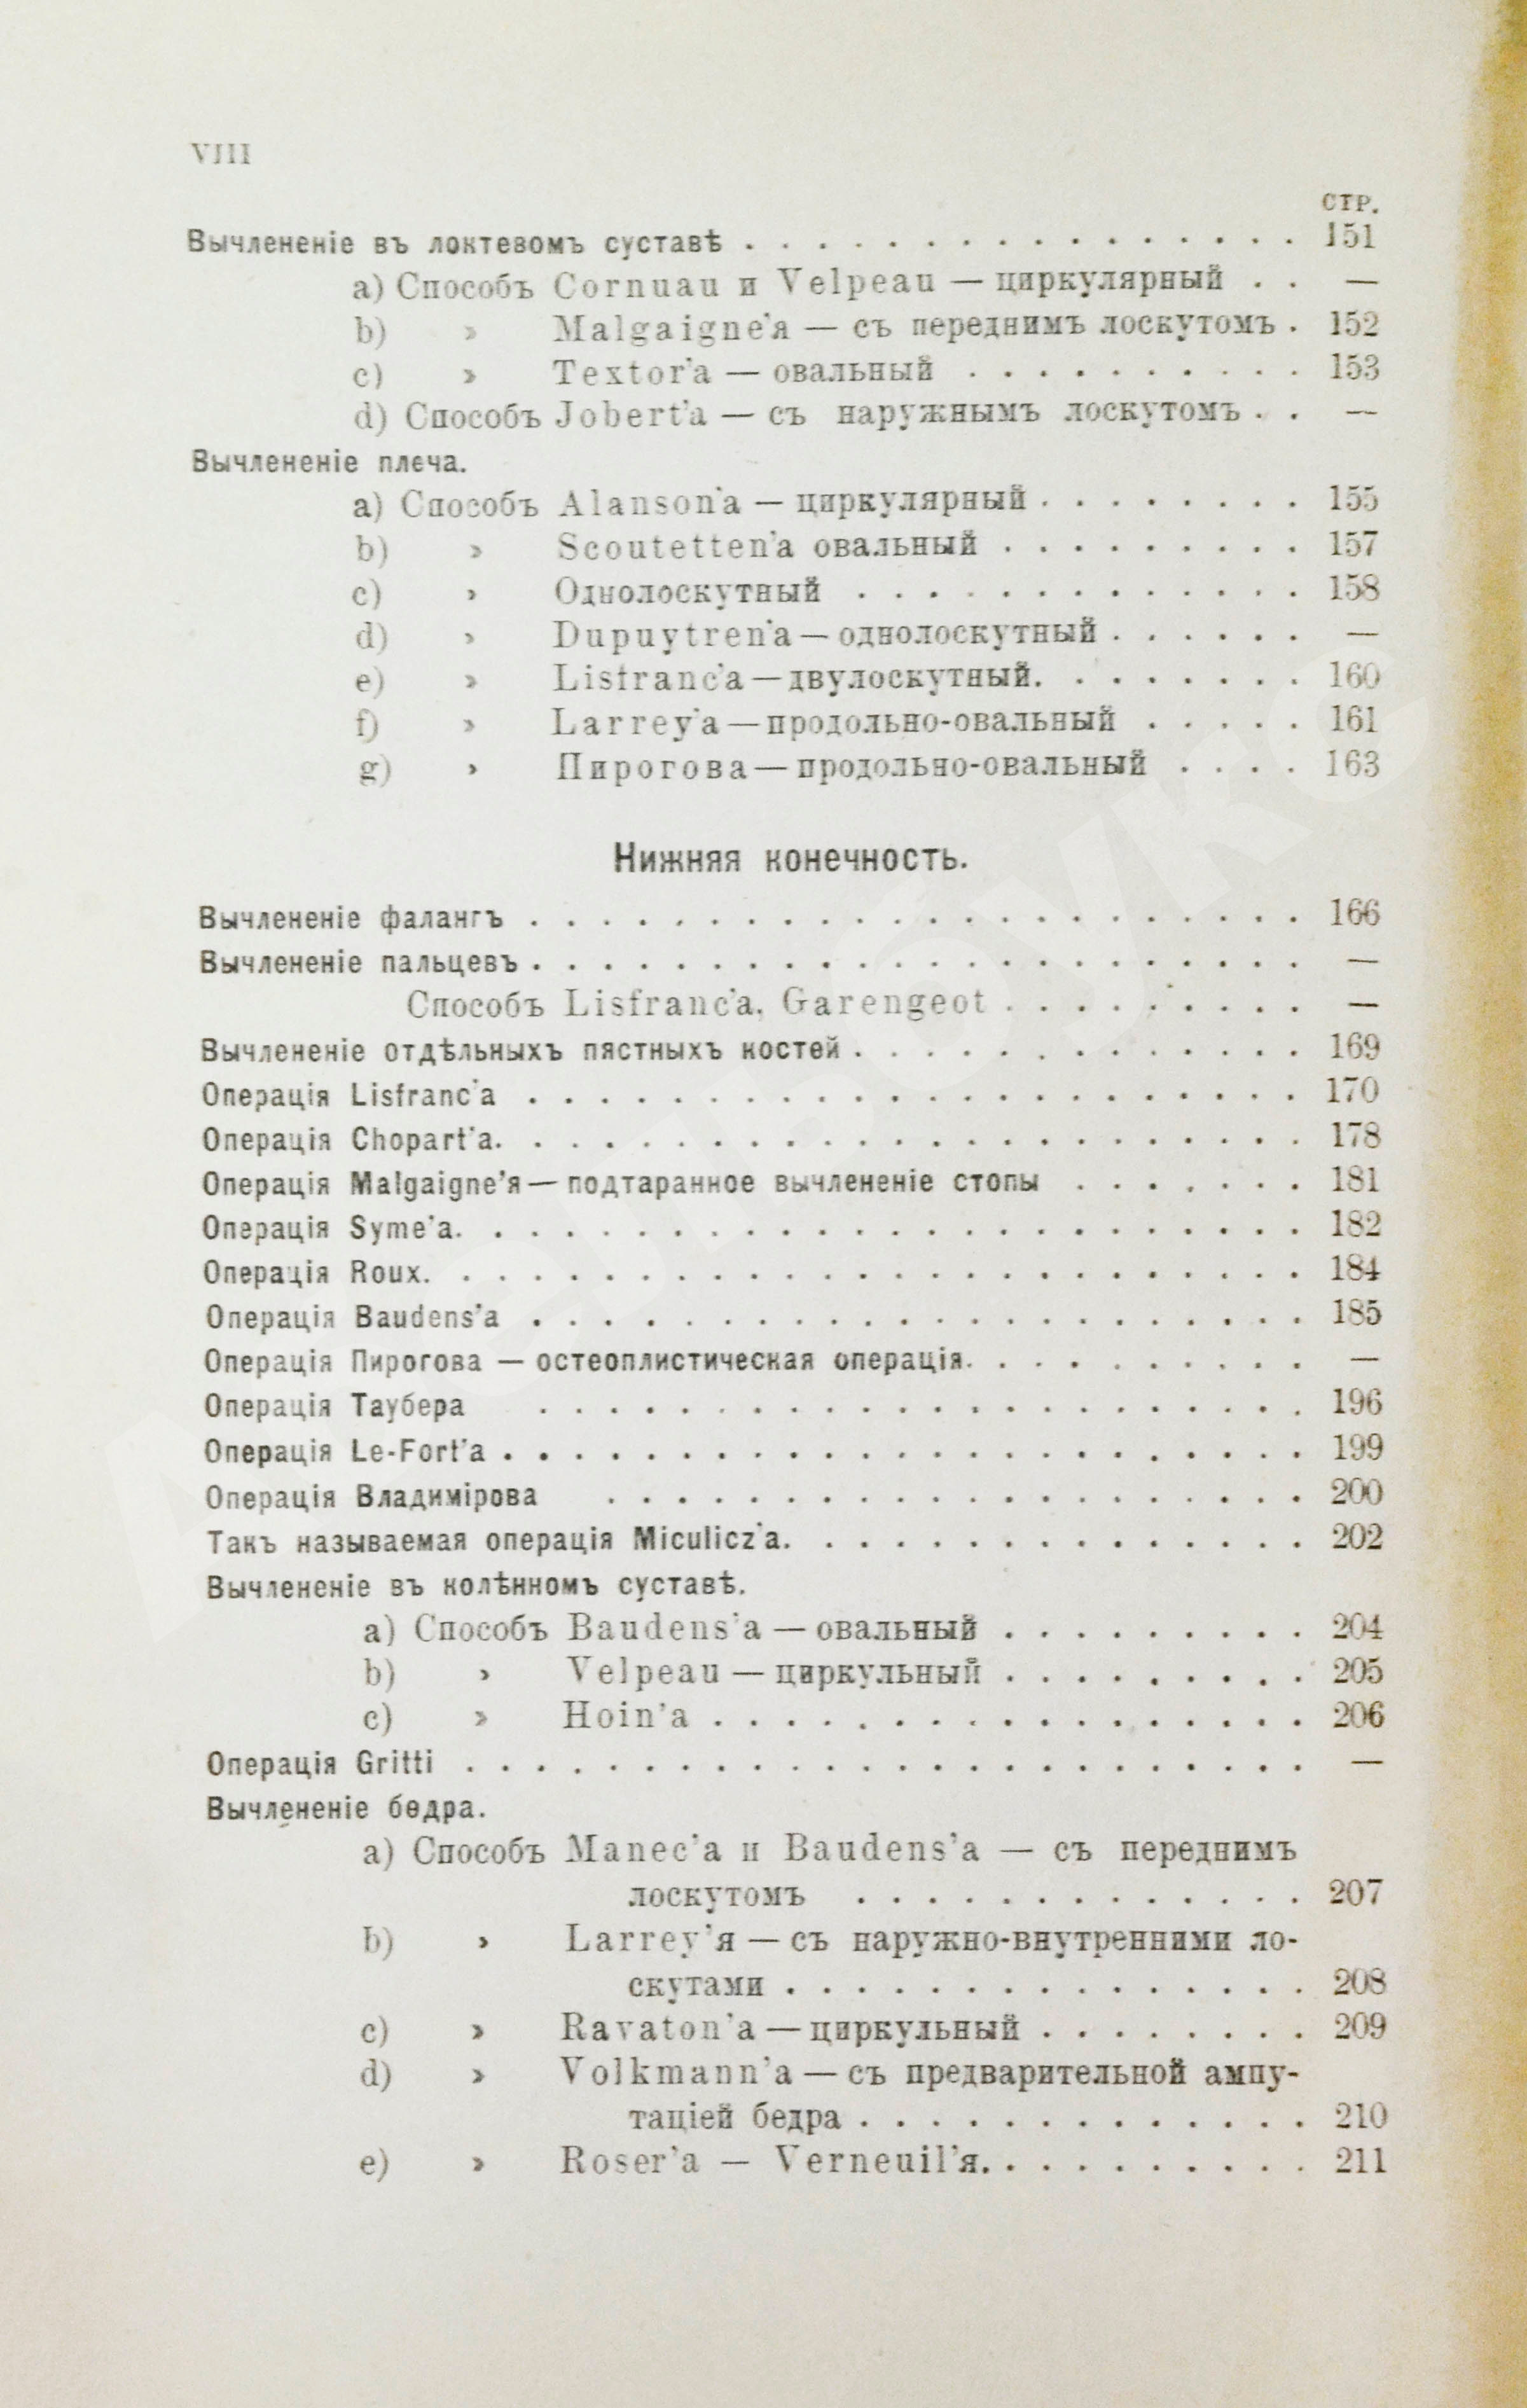 VIII
СТР.
Вычлененіе въ локтевомъ суставѣ . . . . . . . . . . . . . . . . 151
a) Способъ Cornuau и Velpeau — циркулярный . . —
b) » Malgaigne'я — съ переднимъ лоскутомъ . 152
c) » Textor'а — овальный . . . . . . . . . . 153
d) Способъ Jobert'а — съ наружнымъ лоскутомъ . . —
Вычлененіе плеча.
a) Способъ Alanson'а — циркулярный . . . . . . . . 155
b) » Scoutetten'а овальный . . . . . . . . . 157
c) » Однолоскутный . . . . . . . . . . . . . 158
d) » Dupuytren'а — однолоскутный . . . . . . —
e) » Lisfranc'а — двулоскутный. . . . . . . . 160
f) » Larrey'а — продольно-овальный . . . . . 161
g) » Пирогова — продольно-овальный . . . . 163
Нижняя конечность.
Вычлененіе фалангъ . . . . . . . . . . . . . . . . . . . . . . 166
Вычлененіе пальцевъ . . . . . . . . . . . . . . . . . . . . . . —
Способъ Lisfranc'а, Garengeot . . . . . . . . . —
Вычлененіе отдѣльныхъ пястныхъ костей . . . . . . . . . . . . . 169
Операція Lisfranc'а . . . . . . . . . . . . . . . . . . . . . . 170
Операція Chopart'а. . . . . . . . . . . . . . . . . . . . . . . 178
Операція Malgaigne'я — подтаранное вычлененіе стопы . . . . . . . 181
Операція Syme'а. . . . . . . . . . . . . . . . . . . . . . . . 182
Операція Roux. . . . . . . . . . . . . . . . . . . . . . . . . 184
Операція Baudens'а . . . . . . . . . . . . . . . . . . . . . . 185
Операція Пирогова — остеоплистическая операція. . . . . . . . . . —
Операція Таубера . . . . . . . . . . . . . . . . . . . . . . 196
Операція Le-Fort'а . . . . . . . . . . . . . . . . . . . . . . . 199
Операція Владимірова . . . . . . . . . . . . . . . . . . . . 200
Такъ называемая операція Miculicz'а. . . . . . . . . . . . . . . 202
Вычлененіе въ колѣнномъ суставѣ.
a) Способъ Baudens'а — овальный . . . . . . . . . 204
b) » Velpeau — циркульный . . . . . . . . . 205
c) » Hoin'а . . . . . . . . . . . . . . . . . 206
Операція Gritti . . . . . . . . . . . . . . . . . . . . . . . . —
Вычлененіе бедра.
a) Способъ Manec'а и Baudens'а — съ переднимъ
лоскутомъ . . . . . . . . . . . . . 207
b) » Larrey'я — съ наружно-внутренними ло-
скутами . . . . . . . . . . . . . . . 208
c) » Ravaton'а — циркульный . . . . . . . . 209
d) » Volkmann'а — съ предварительной ампу-
таціей бедра . . . . . . . . . . . . . 210
e) » Roser'а — Verneuil'я. . . . . . . . . . 211